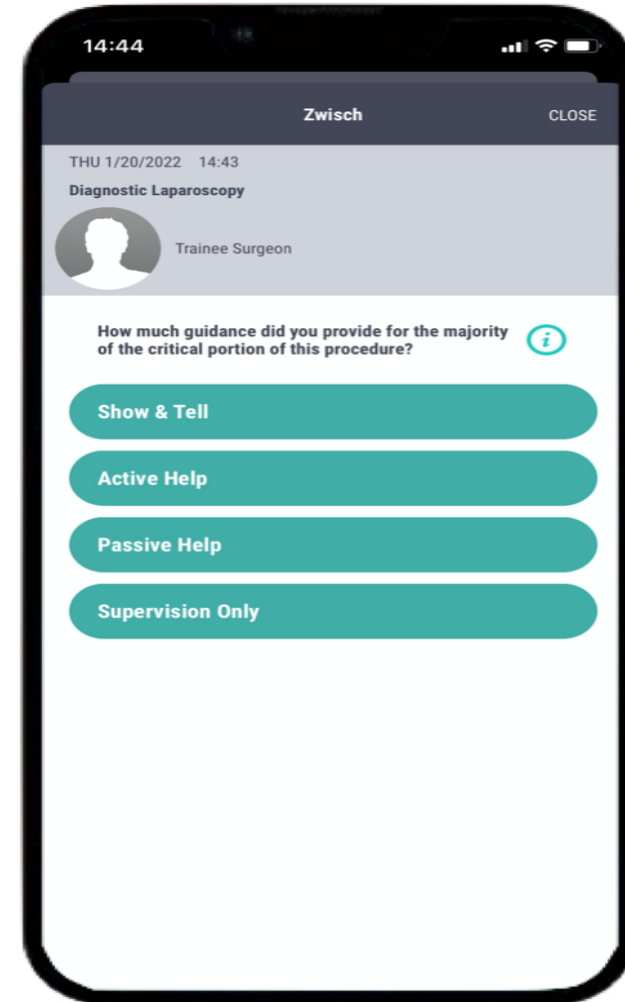 14:44
Zwisch
CLOSE
THU 1/20/2022 14:43
Diagnostic Laparoscopy
Trainee Surgeon
How much guidance did you provide for the majority
of the critical portion of this procedure?
i
Show & Tell
Active Help
Passive Help
Supervision Only